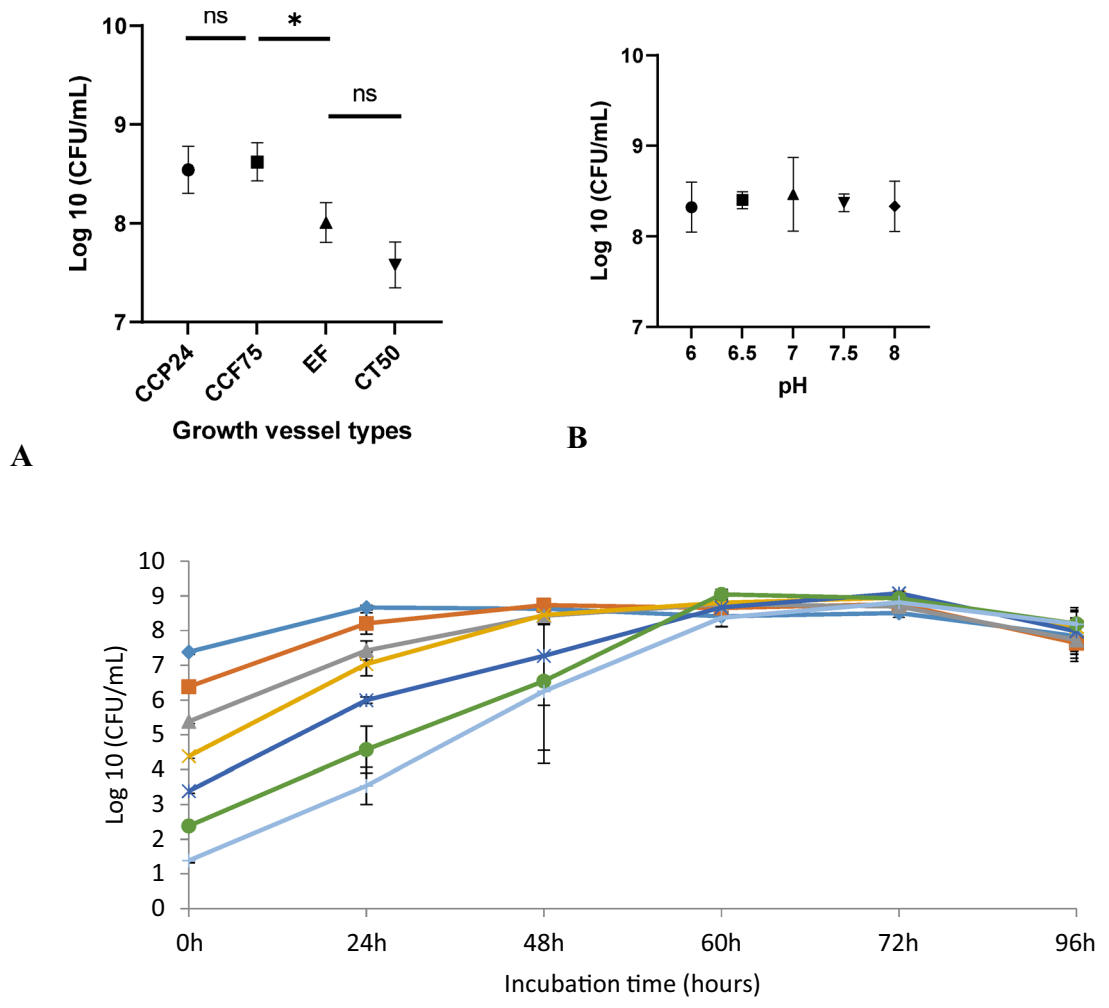 ns
*
ns
10
9
8
7
Log 10 (CFU/mL)
CCP24
CCF75
EF
CT50
Growth vessel types
A
10
9
8
7
Log 10 (CFU/mL)
6 6.5 7 7.5 8
pH
B
10
9
8
7
6
5
4
3
2
1
0
Log 10 (CFU/mL)
0h 24h 48h 60h 72h 96h
Incubation time (hours)